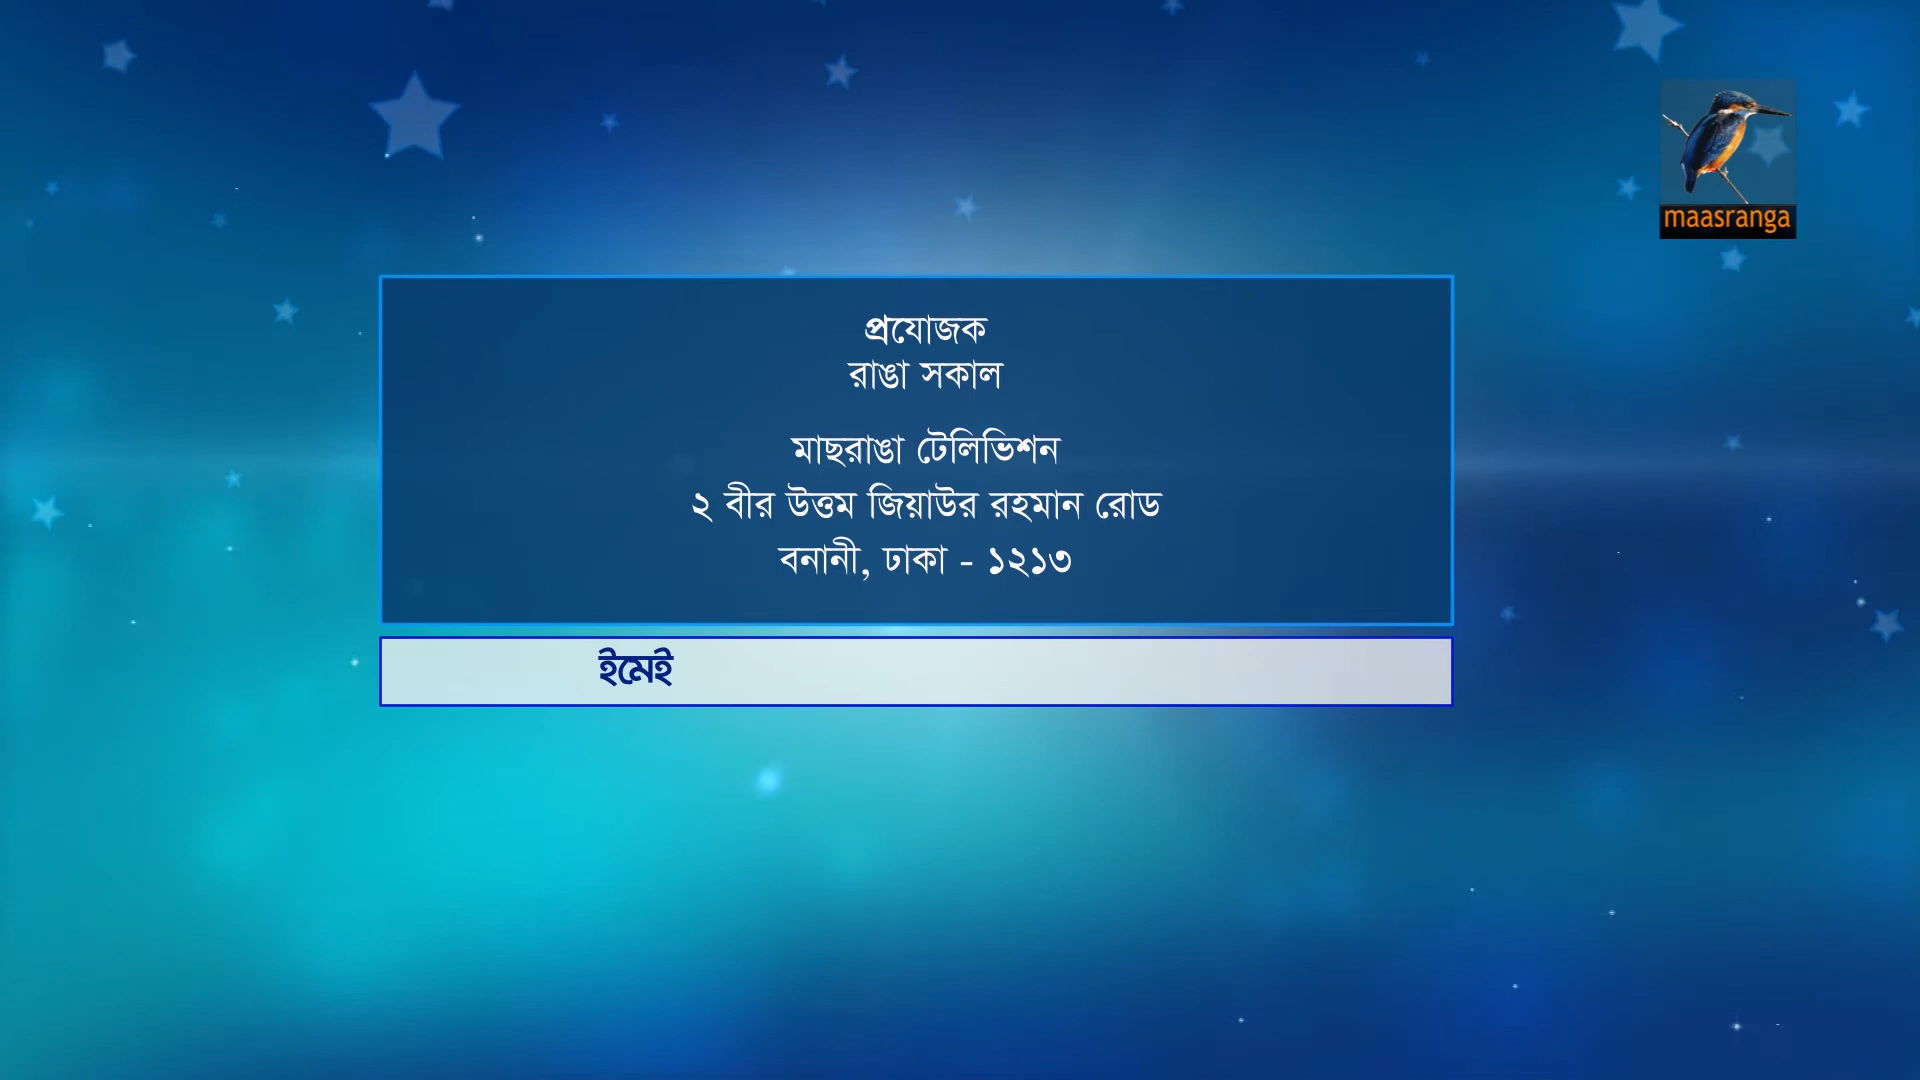 maasranga
প্রযোজক
রাঙা সকাল
মাছরাঙা টেলিভিশন
২ বীর উত্তম জিয়াউর রহমান রোড
বনানী, ঢাকা - ১২১৩
ইমেই